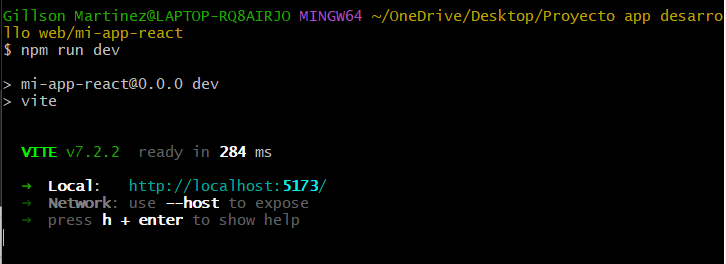 Gillson Martinez@LAPTOP-RQ8AIRJO MINGW64 ~/OneDrive/Desktop/Proyecto app desarro
llo web/mi-app-react
$ npm run dev
> mi-app-react@0.0.0 dev
> vite
VITE v7.2.2 ready in 284 ms
➜ Local: http://localhost:5173/
➜ Network: use --host to expose
➜ press h + enter to show help